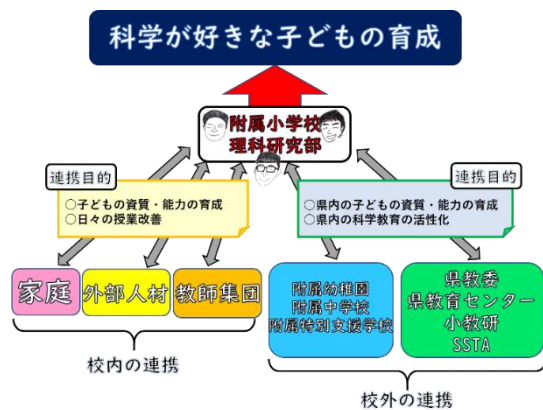 科学が好きな子どもの育成
附属小学校
理科研究部
連携目的
○子どもの資質・能力の育成
○日々の授業改善
連携目的
○県内の子どもの資質・能力の育成
○県内の科学教育の活性化
家庭
外部人材
教師集団
附属幼稚園
附属中学校
附属特別支援学校
県教委
県教育センター
小教研
SSTA
校内の連携
校外の連携